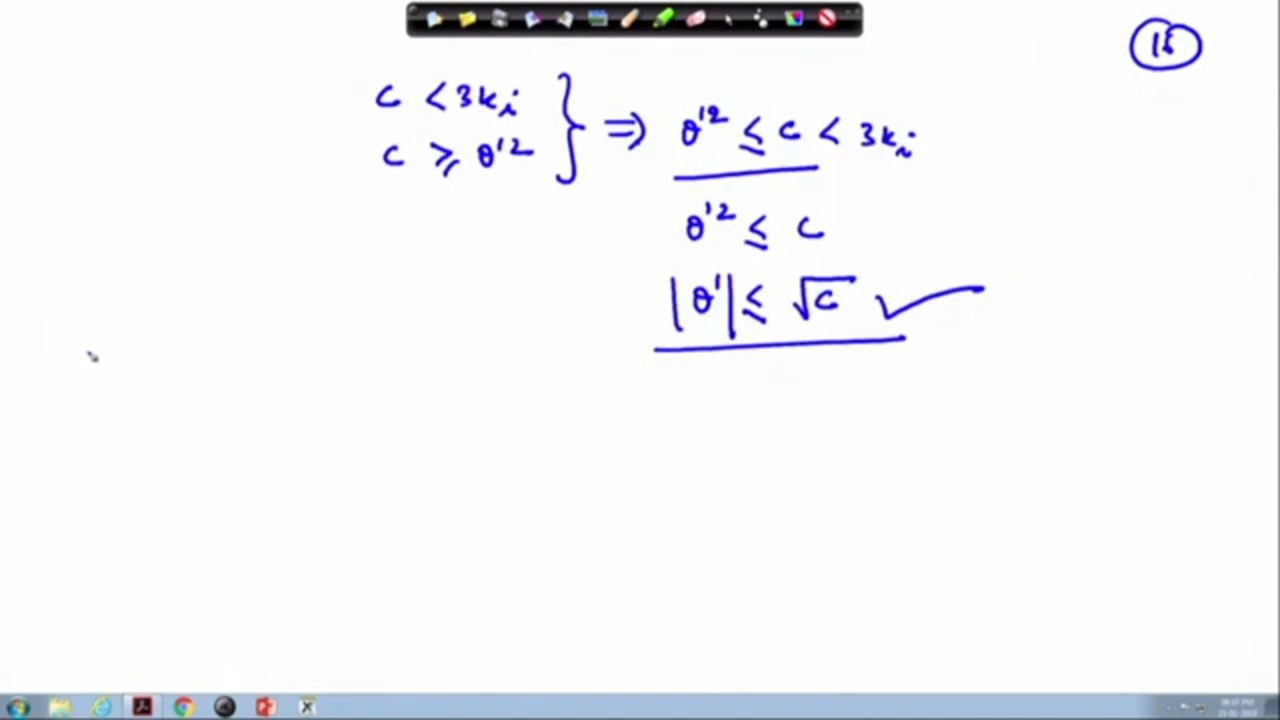 15
c < 3kᵢ
c ≥ θ'² } ⇒ θ'² ≤ c < 3kᵢ
θ'² ≤ c
|θ'| ≤ √c ✓